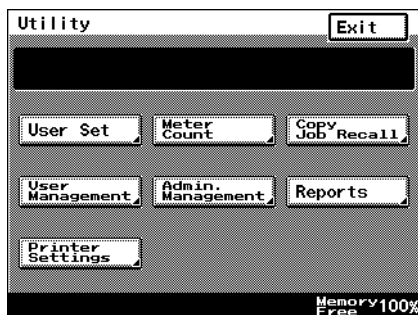 Utility
Exit
User Set
Meter
Count
Copy
Job Recall
User
Management
Admin.
Management
Reports
Printer
Settings
Memory
Free 100%